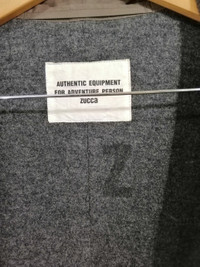 AUTHENTIC EQUIPMENT
FOR ADVENTURE PERSON
zucca